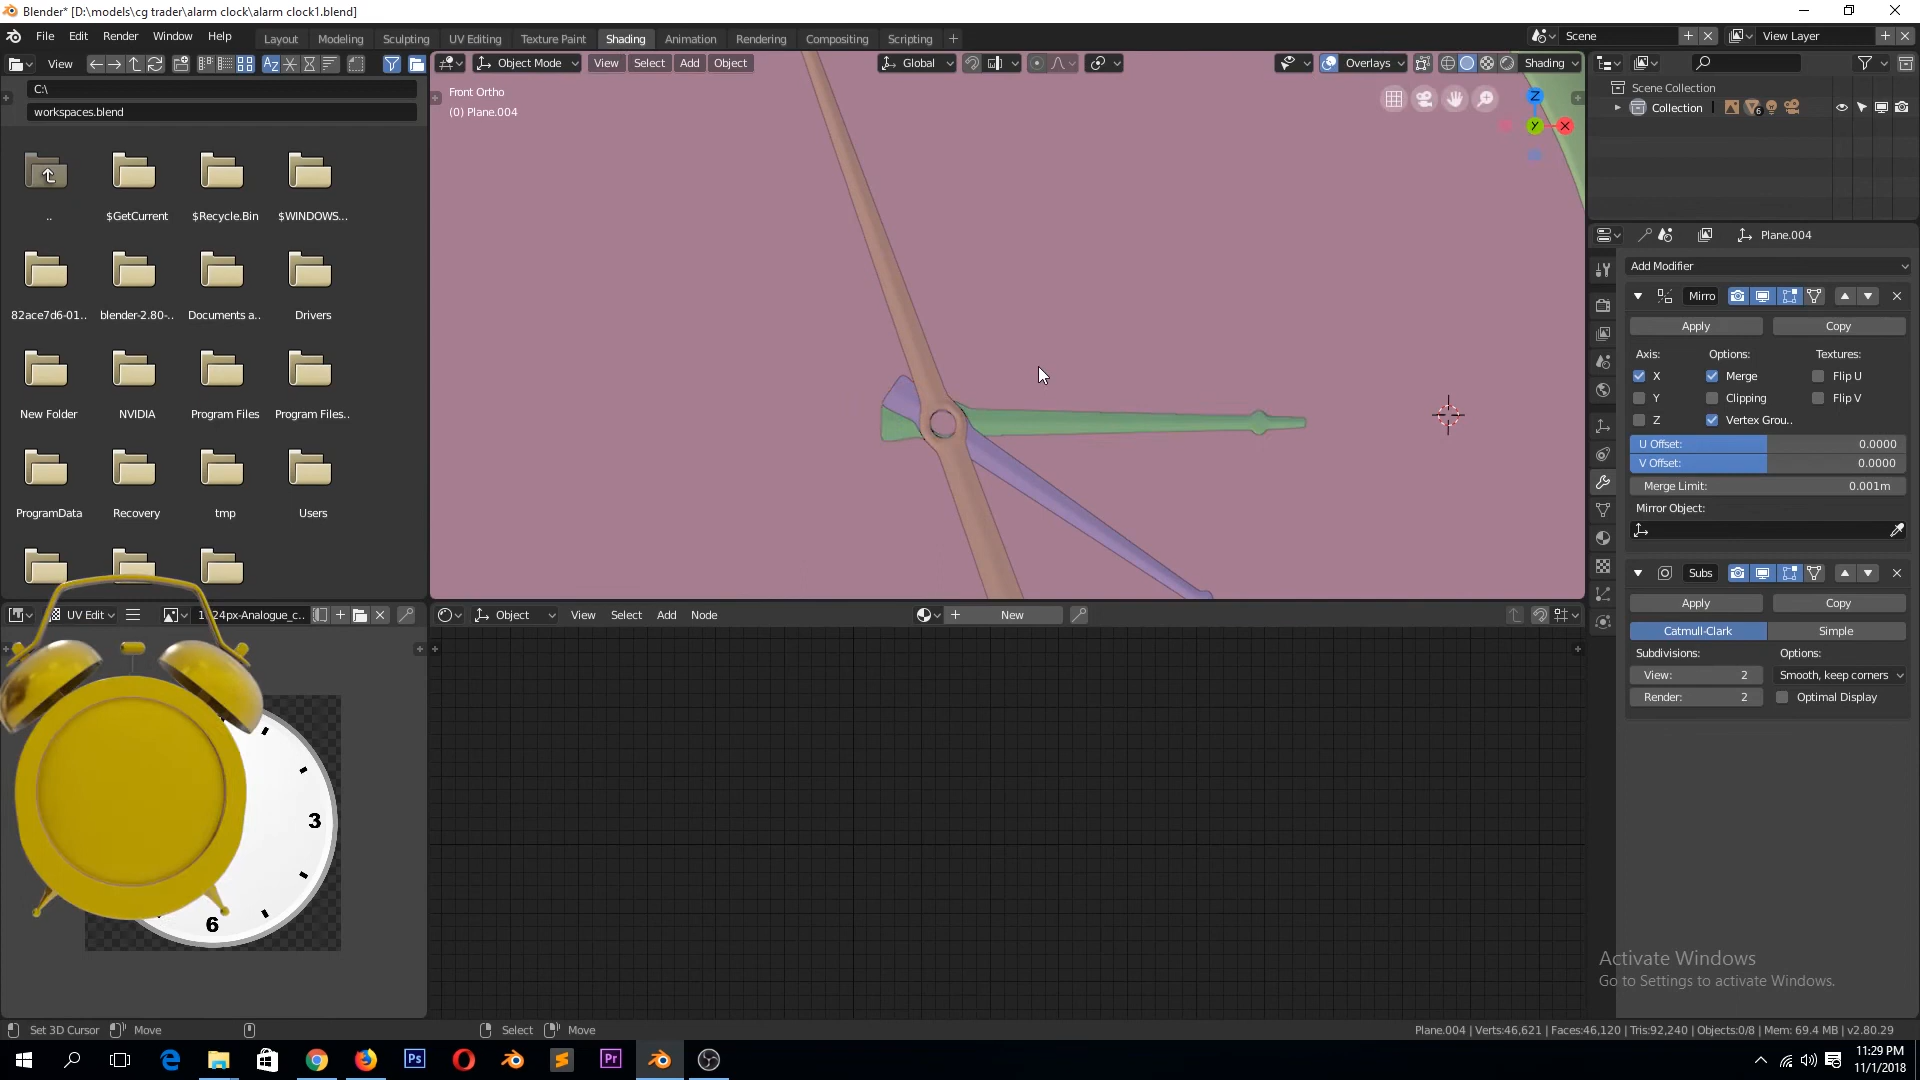 Blender* [D:\models\cg trader\alarm clock\alarm clock1.blend]
File Edit Render Window Help
Layout Modeling Sculpting UV Editing Texture Paint Shading Animation Rendering Compositing Scripting
Scene
View Layer
View
C:\
workspaces.blend
..
$GetCurrent
$Recycle.Bin
$WINDOWS...
82ace7d6-01..
blender-2.80-..
Documents a..
Drivers
New Folder
NVIDIA
Program Files
Program Files..
ProgramData
Recovery
tmp
Users
Object Mode View Select Add Object
Global
Overlays
Shading
Front Ortho
(0) Plane.004
Z
Y
X
Scene Collection
Collection
6
Plane.004
Add Modifier
Mirro
Apply
Copy
Axis:
Options:
Textures:
X
Merge
Flip U
Y
Clipping
Flip V
Z
Vertex Grou..
U Offset: 0.0000
V Offset: 0.0000
Merge Limit: 0.001m
Mirror Object:
Subs
Apply
Copy
Catmull-Clark
Simple
Subdivisions:
Options:
View: 2
Smooth, keep corners
Render: 2
Optimal Display
UV Edit
24px-Analogue_c..
3
6
Object View Select Add Node
New
Activate Windows
Go to Settings to activate Windows.
Set 3D Cursor
Move
Select
Move
Plane.004 | Verts:46,621 | Faces:46,120 | Tris:92,240 | Objects:0/8 | Mem: 69.4 MB | v2.80.29
Ps
Pr
11:29 PM
11/1/2018